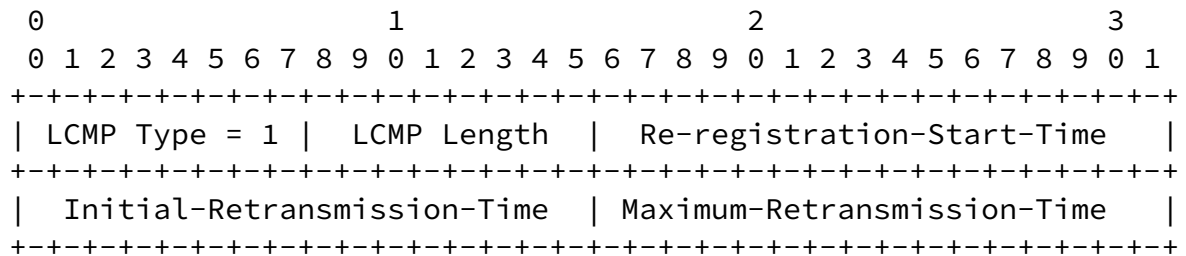 0                   1                   2                   3
 0 1 2 3 4 5 6 7 8 9 0 1 2 3 4 5 6 7 8 9 0 1 2 3 4 5 6 7 8 9 0 1
+-+-+-+-+-+-+-+-+-+-+-+-+-+-+-+-+-+-+-+-+-+-+-+-+-+-+-+-+-+-+-+-+
| LCMP Type = 1 |  LCMP Length  |  Re-registration-Start-Time   |
+-+-+-+-+-+-+-+-+-+-+-+-+-+-+-+-+-+-+-+-+-+-+-+-+-+-+-+-+-+-+-+-+
|  Initial-Retransmission-Time  | Maximum-Retransmission-Time   |
+-+-+-+-+-+-+-+-+-+-+-+-+-+-+-+-+-+-+-+-+-+-+-+-+-+-+-+-+-+-+-+-+